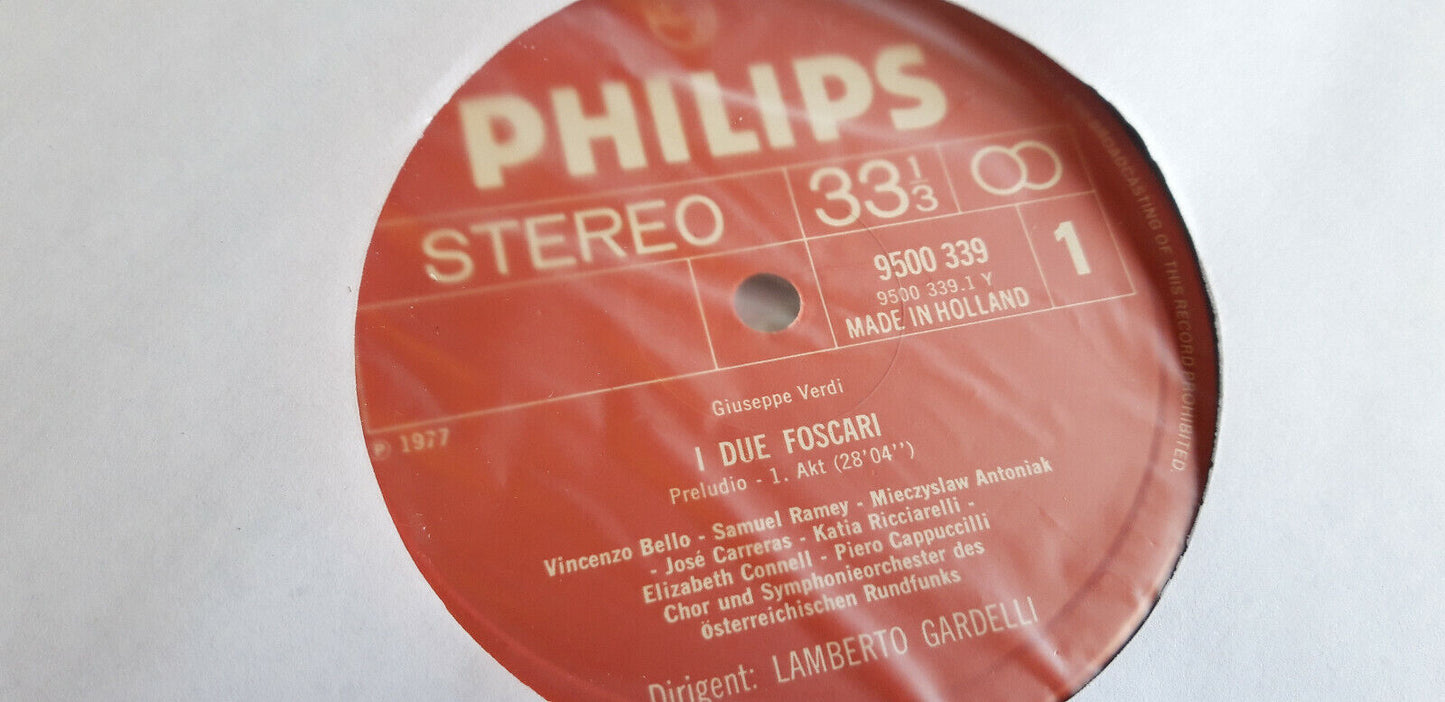 PHILIPS
STEREO
33 1/3
9500 339
9500 339.1 Y
MADE IN HOLLAND
1
℗ 1977
Giuseppe Verdi
I DUE FOSCARI
Preludio - 1. Akt (28'04'')
Vincenzo Bello - Samuel Ramey - Mieczyslaw Antoniak
- José Carreras - Katia Ricciarelli -
Elizabeth Connell - Piero Cappuccilli
Chor und Symphonieorchester des
österreichischen Rundfunks
Dirigent: LAMBERTO GARDELLI
BROADCASTING OF THIS RECORD PROHIBITED.